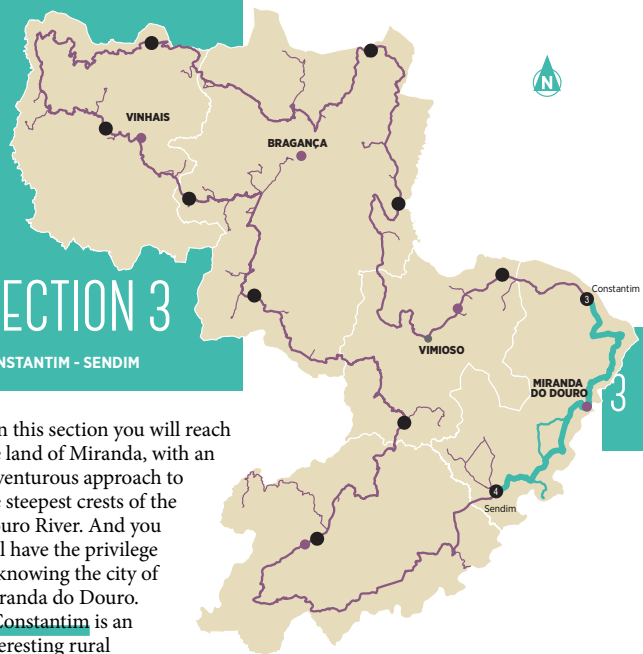 N
VINHAIS
BRAGANÇA
ECTION 3
NSTANTIM - SENDIM
3
Constantim
VIMIOSO
MIRANDA
DO DOURO
3
4
Sendim
n this section you will reach
land of Miranda, with an
venturous approach to
steepest crests of the
ouro River. And you
l have the privilege
knowing the city of
randa do Douro.
Constantim is an
eresting rural